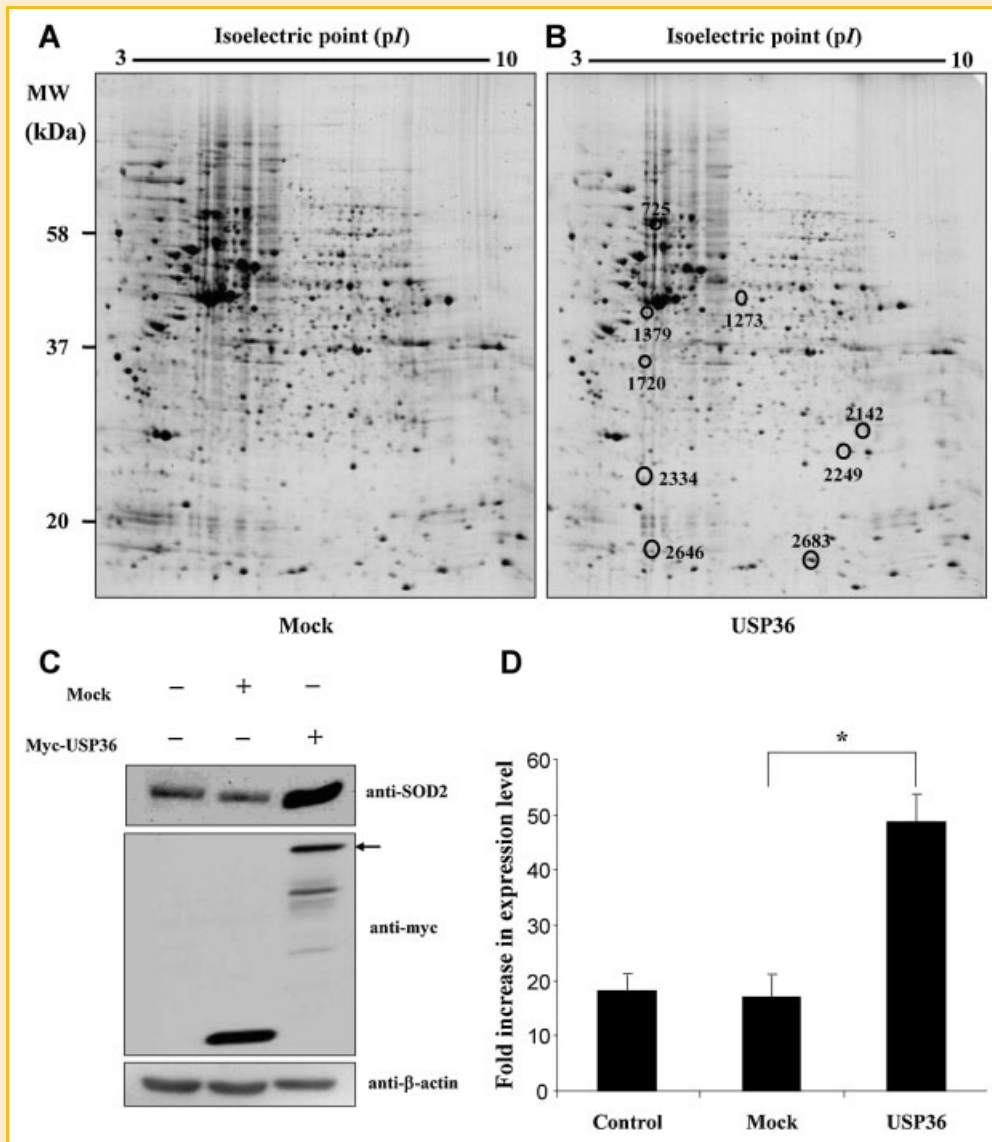 A
Isoelectric point (pI)
3
10
MW
(kDa)
58
37
20
Mock
B
Isoelectric point (pI)
3
10
725
1273
1379
1720
2142
2249
2334
2646
2683
USP36
C
Mock – + –
Myc-USP36 – – +
anti-SOD2
anti-myc
anti-β-actin
D
Fold increase in expression level
60
50
40
30
20
10
0
*
Control
Mock
USP36